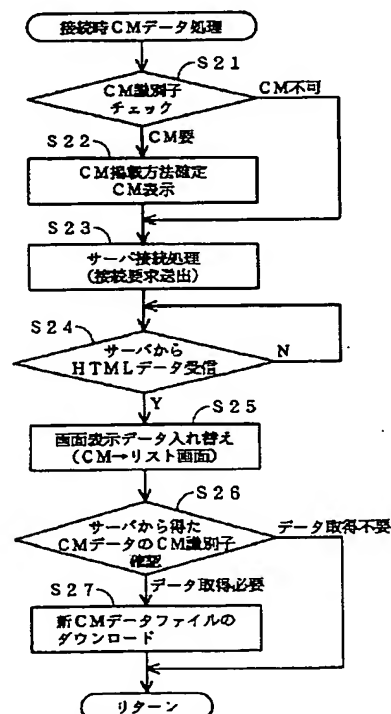 接続時CMデータ処理
S21
CM識別子
チェック
CM不可
CM要
S22
CM掲載方法確定
CM表示
S23
サーバ接続処理
(接続要求送出)
S24
サーバから
HTMLデータ受信
N
Y
S25
画面表示データ入れ替え
(CM→リスト画面)
S26
サーバから得た
CMデータのCM識別子
確認
データ取得不要
データ取得必要
S27
新CMデータファイルの
ダウンロード
リターン